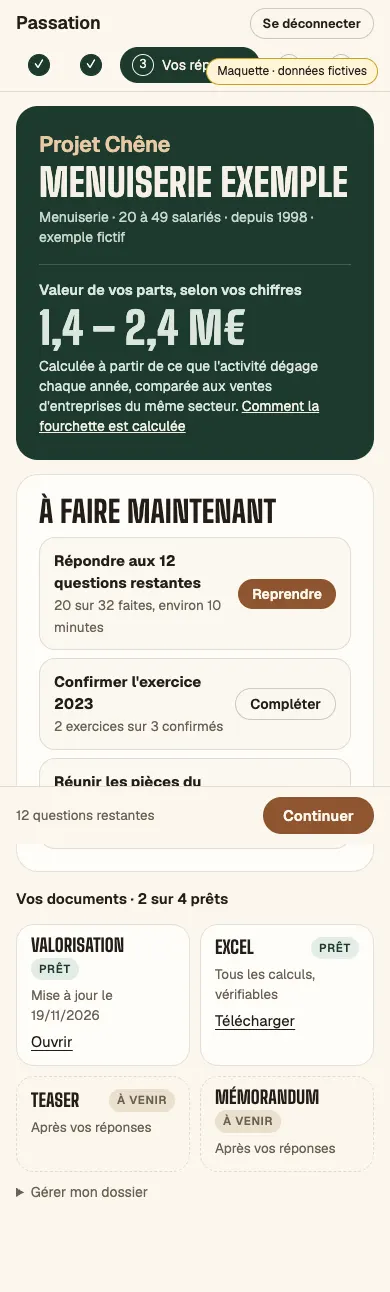 Passation
Se déconnecter
3 Vos rép
Maquette · données fictives
Projet Chêne
MENUISERIE EXEMPLE
Menuiserie · 20 à 49 salariés · depuis 1998 ·
exemple fictif
Valeur de vos parts, selon vos chiffres
1,4 – 2,4 M€
Calculée à partir de ce que l'activité dégage
chaque année, comparée aux ventes
d'entreprises du même secteur. Comment la
fourchette est calculée
À FAIRE MAINTENANT
Répondre aux 12
questions restantes
20 sur 32 faites, environ 10
minutes
Reprendre
Confirmer l'exercice
2023
2 exercices sur 3 confirmés
Compléter
Réunir les pièces du
12 questions restantes
Continuer
Vos documents · 2 sur 4 prêts
VALORISATION
PRÊT
Mise à jour le
19/11/2026
Ouvrir
EXCEL
PRÊT
Tous les calculs,
vérifiables
Télécharger
TEASER
À VENIR
Après vos réponses
MÉMORANDUM
À VENIR
Après vos réponses
▶ Gérer mon dossier